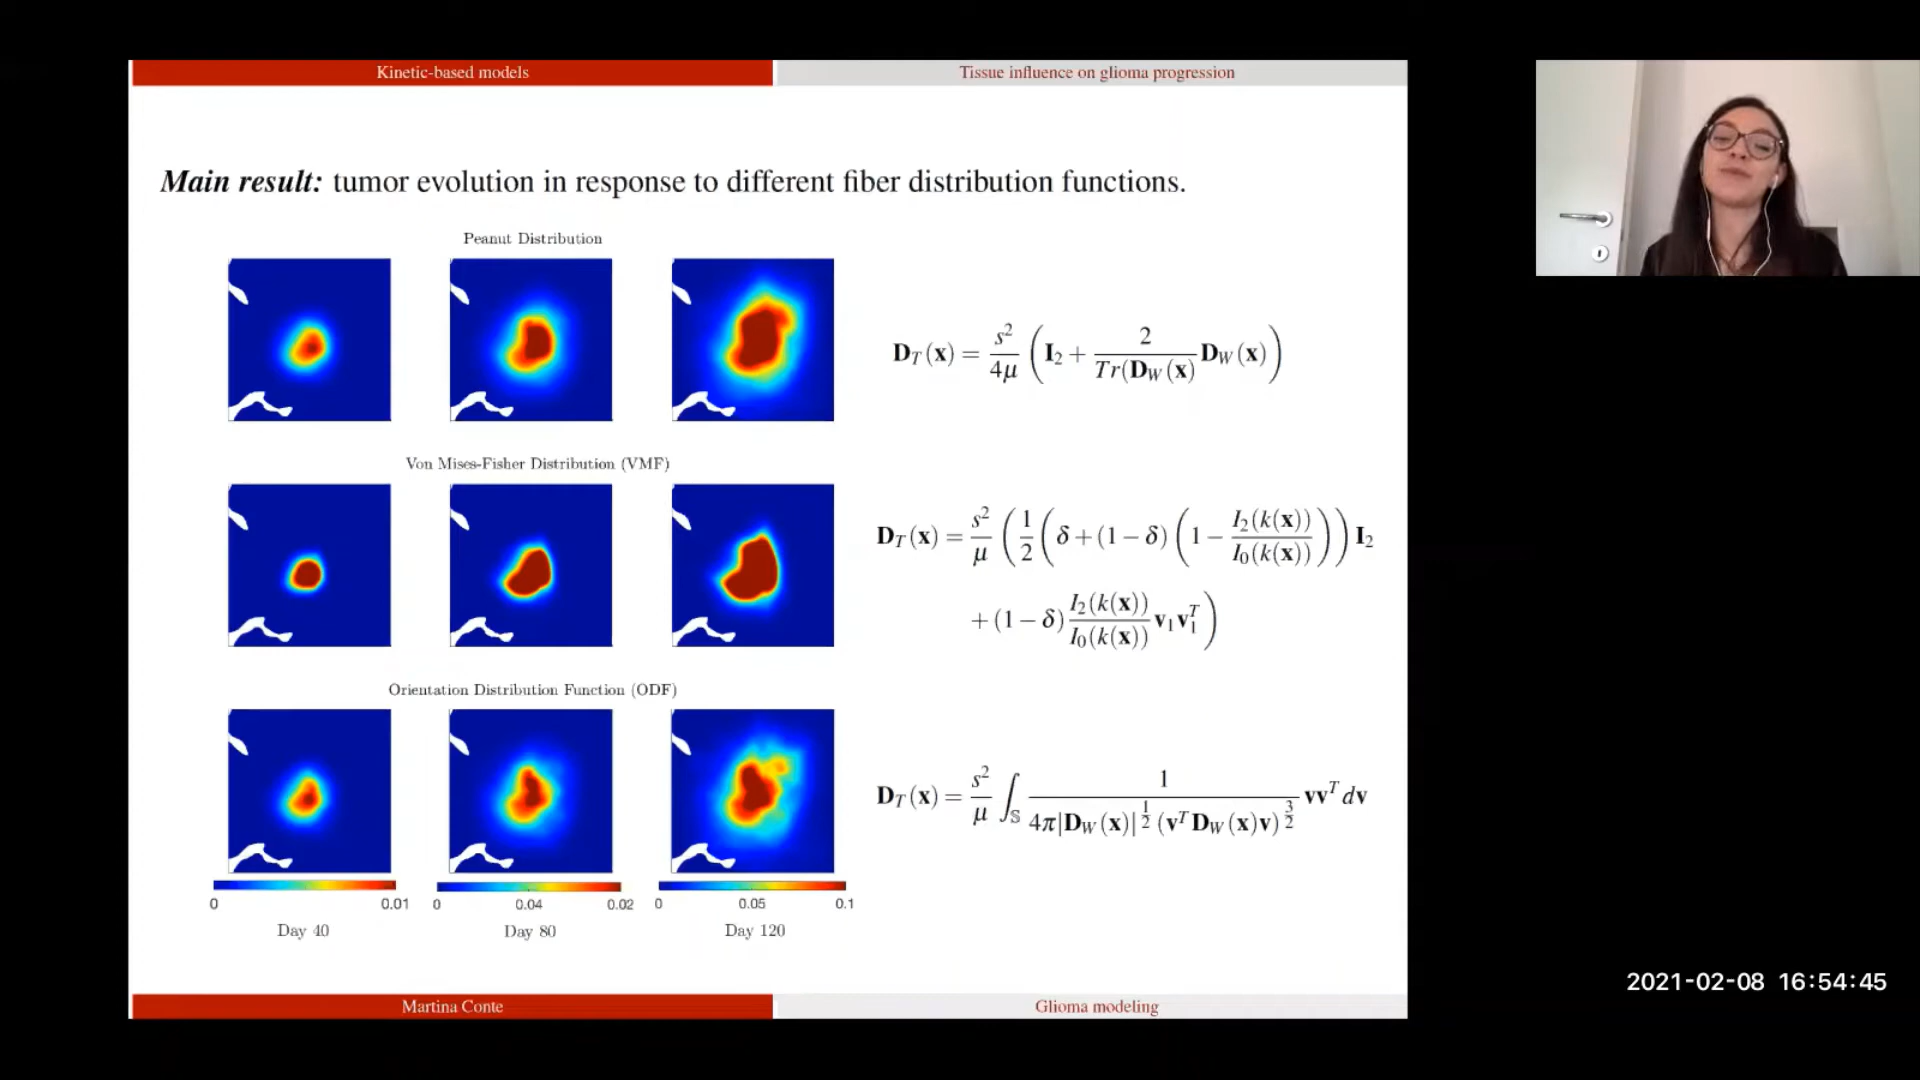 Kinetic-based models
Tissue influence on glioma progression
Main result: tumor evolution in response to different fiber distribution functions.
Peanut Distribution
D_T(x) = s²/4μ (I₂ + 2/Tr(D_W(x) D_W(x))
Von Mises-Fisher Distribution (VMF)
D_T(x) = s²/μ (1/2 (δ + (1 − δ) (1 − I₂(k(x))/I₀(k(x)))) I₂
+ (1 − δ) I₂(k(x))/I₀(k(x)) v₁v₁ᵀ)
Orientation Distribution Function (ODF)
D_T(x) = s²/μ ∫_𝕊 1/4π|D_W(x)|^{1/2} (vᵀD_W(x)v)^{3/2} vvᵀ dv
0 0.01 0 0.04 0.02 0 0.05 0.1
Day 40 Day 80 Day 120
Martina Conte
Glioma modeling
2021-02-08 16:54:45